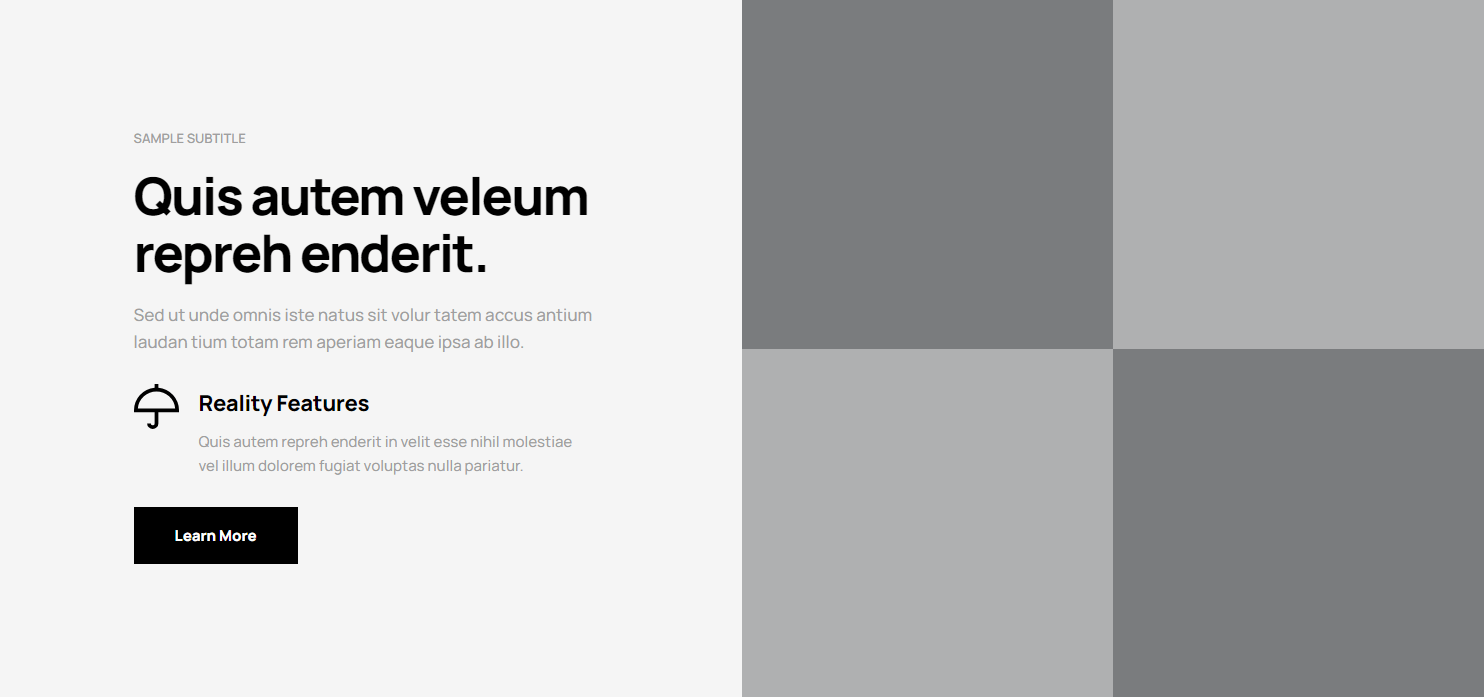 SAMPLE SUBTITLE
Quis autem veleum
repreh enderit.
Sed ut unde omnis iste natus sit volur tatem accus antium
laudan tium totam rem aperiam eaque ipsa ab illo.
Reality Features
Quis autem repreh enderit in velit esse nihil molestiae
vel illum dolorem fugiat voluptas nulla pariatur.
Learn More